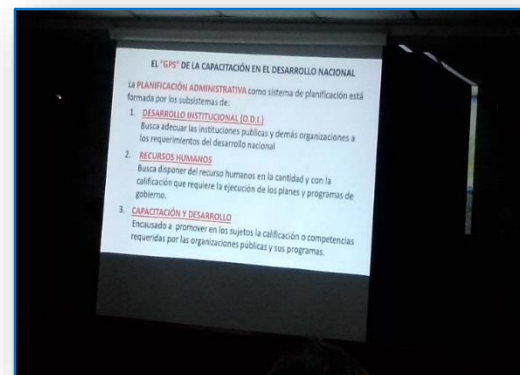 EL "GPS" DE LA CAPACITACIÓN EN EL DESARROLLO NACIONAL
La PLANIFICACIÓN ADMINISTRATIVA como sistema de planificación está
formada por los subsistemas de:
1. DESARROLLO INSTITUCIONAL (O.D.I.)
Busca adecuar las instituciones publicas y demás organizaciones a
los requerimientos del desarrollo nacional
2. RECURSOS HUMANOS
Busca disponer del recurso humanos en la cantidad y con la
calificación que requiere la ejecución de los planes y programas de
gobierno.
3. CAPACITACIÓN Y DESARROLLO
Encausado a promover en los sujetos la calificación o competencias
requeridas por las organizaciones públicas y sus programas.